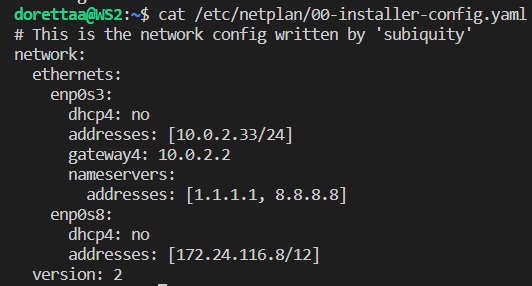 dorettaa@WS2:~$ cat /etc/netplan/00-installer-config.yaml
# This is the network config written by 'subiquity'
network:
  ethernets:
    enp0s3:
      dhcp4: no
      addresses: [10.0.2.33/24]
      gateway4: 10.0.2.2
      nameservers:
        addresses: [1.1.1.1, 8.8.8.8]
    enp0s8:
      dhcp4: no
      addresses: [172.24.116.8/12]
  version: 2